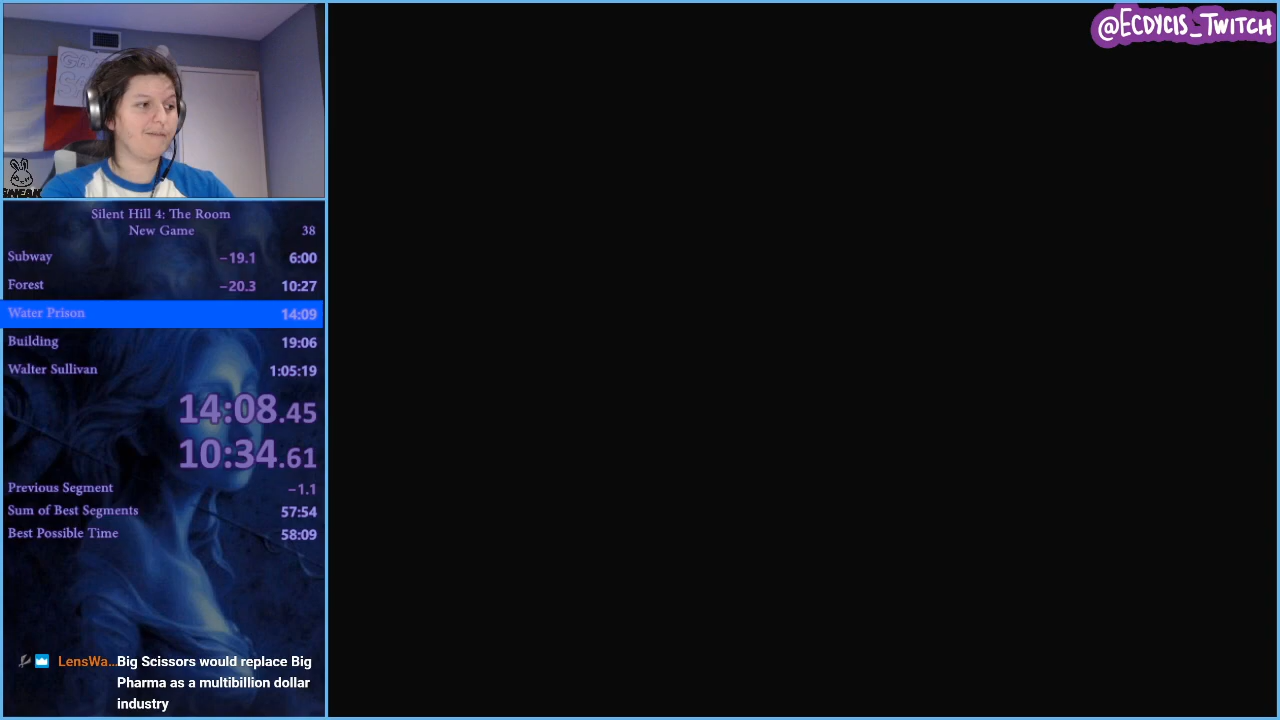 @ECDYCIS_TWITCH
Silent Hill 4: The Room
New Game 38
Subway −19.1 6:00
Forest −20.3 10:27
Water Prison 14:09
Building 19:06
Walter Sullivan 1:05:19
14:08.45
10:34.61
Previous Segment −1.1
Sum of Best Segments 57:54
Best Possible Time 58:09
LensWa... Big Scissors would replace Big
Pharma as a multibillion dollar
industry